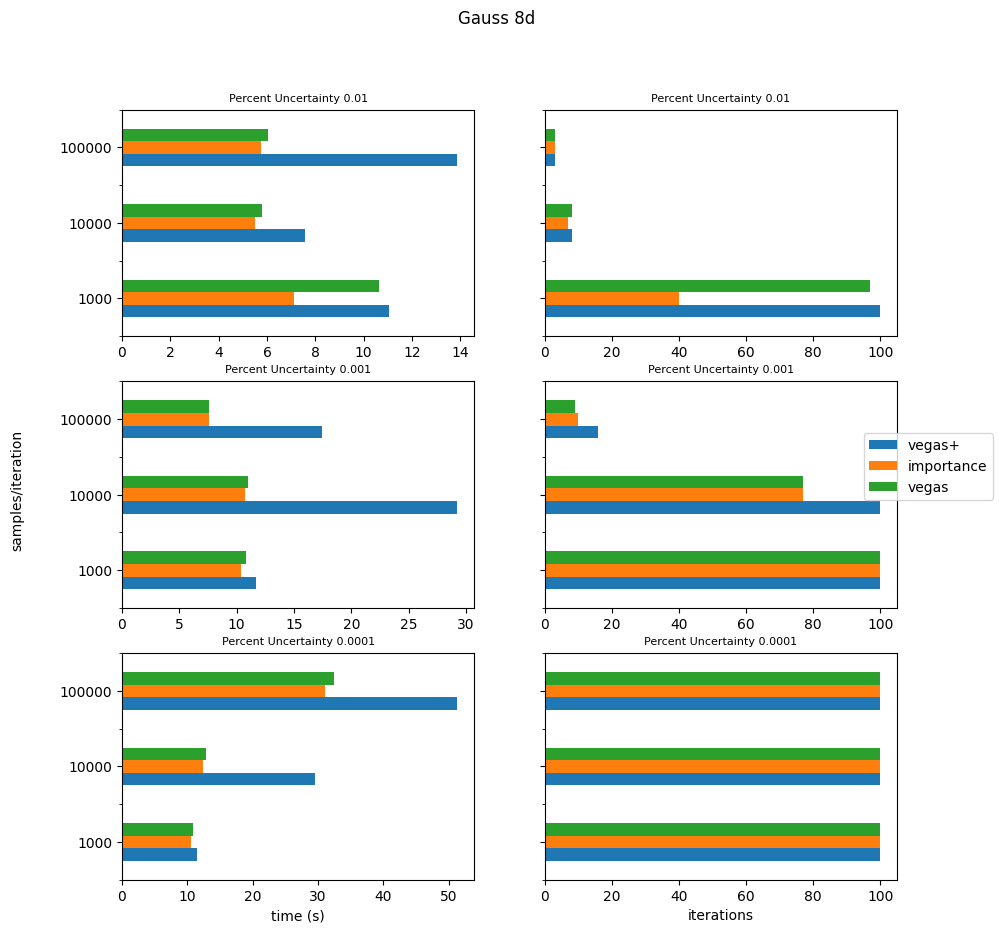 Gauss 8d
Percent Uncertainty 0.01
100000
10000
1000
0 2 4 6 8 10 12 14
Percent Uncertainty 0.01
0 20 40 60 80 100
Percent Uncertainty 0.001
100000
10000
1000
0 5 10 15 20 25 30
Percent Uncertainty 0.001
0 20 40 60 80 100
samples/iteration
vegas+
importance
vegas
Percent Uncertainty 0.0001
100000
10000
1000
0 10 20 30 40 50
time (s)
Percent Uncertainty 0.0001
0 20 40 60 80 100
iterations